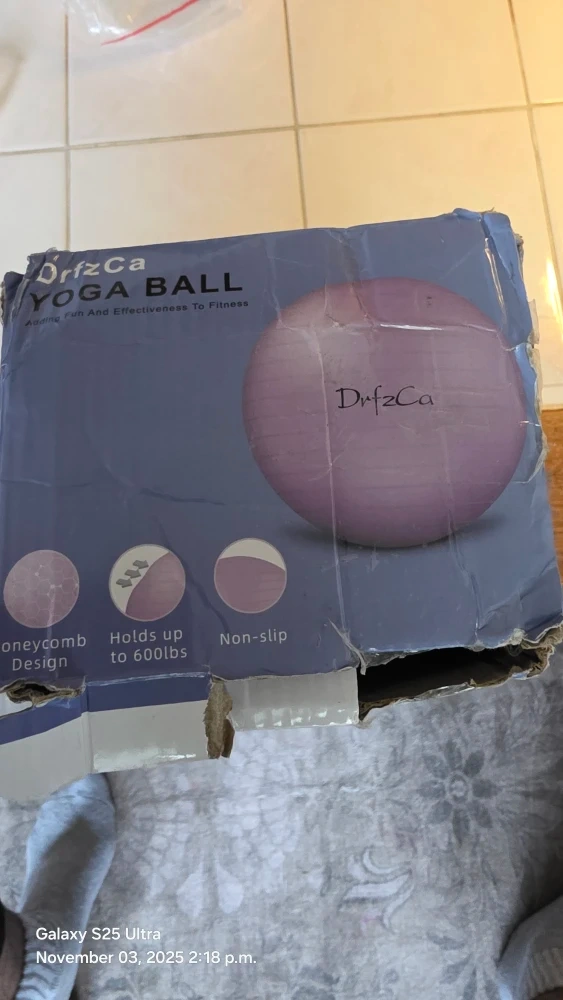 DrfzCa
YOGA BALL
Adding Fun And Effectiveness To Fitness
DrfzCa
oneycomb
Design
Holds up
to 600lbs
Non-slip
Galaxy S25 Ultra
November 03, 2025 2:18 p.m.